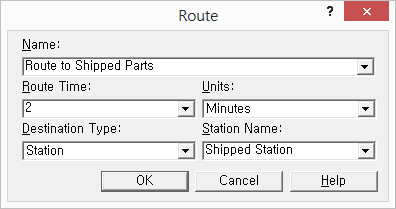 Route
? ×
Name:
Route to Shipped Parts
Route Time: Units:
2 Minutes
Destination Type: Station Name:
Station Shipped Station
OK Cancel Help